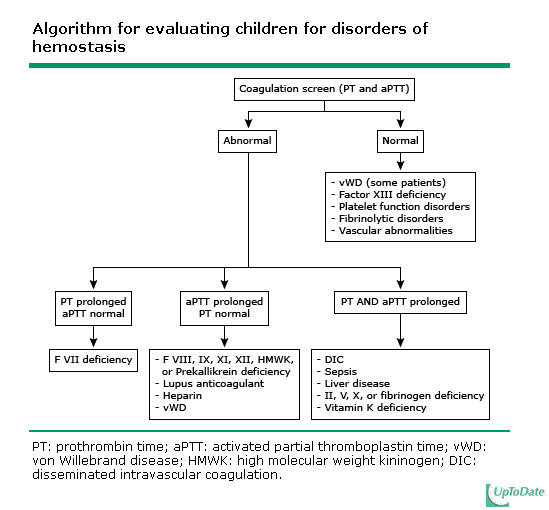 Algorithm for evaluating children for disorders of
hemostasis
Coagulation screen (PT and aPTT)
Abnormal
Normal
- vWD (some patients)
- Factor XIII deficiency
- Platelet function disorders
- Fibrinolytic disorders
- Vascular abnormalities
PT prolonged
aPTT normal
aPTT prolonged
PT normal
PT AND aPTT prolonged
F VII deficiency
- F VIII, IX, XI, XII, HMWK,
or Prekallikrein deficiency
- Lupus anticoagulant
- Heparin
- vWD
- DIC
- Sepsis
- Liver disease
- II, V, X, or fibrinogen deficiency
- Vitamin K deficiency
PT: prothrombin time; aPTT: activated partial thromboplastin time; vWD:
von Willebrand disease; HMWK: high molecular weight kininogen; DIC:
disseminated intravascular coagulation.
UpToDate